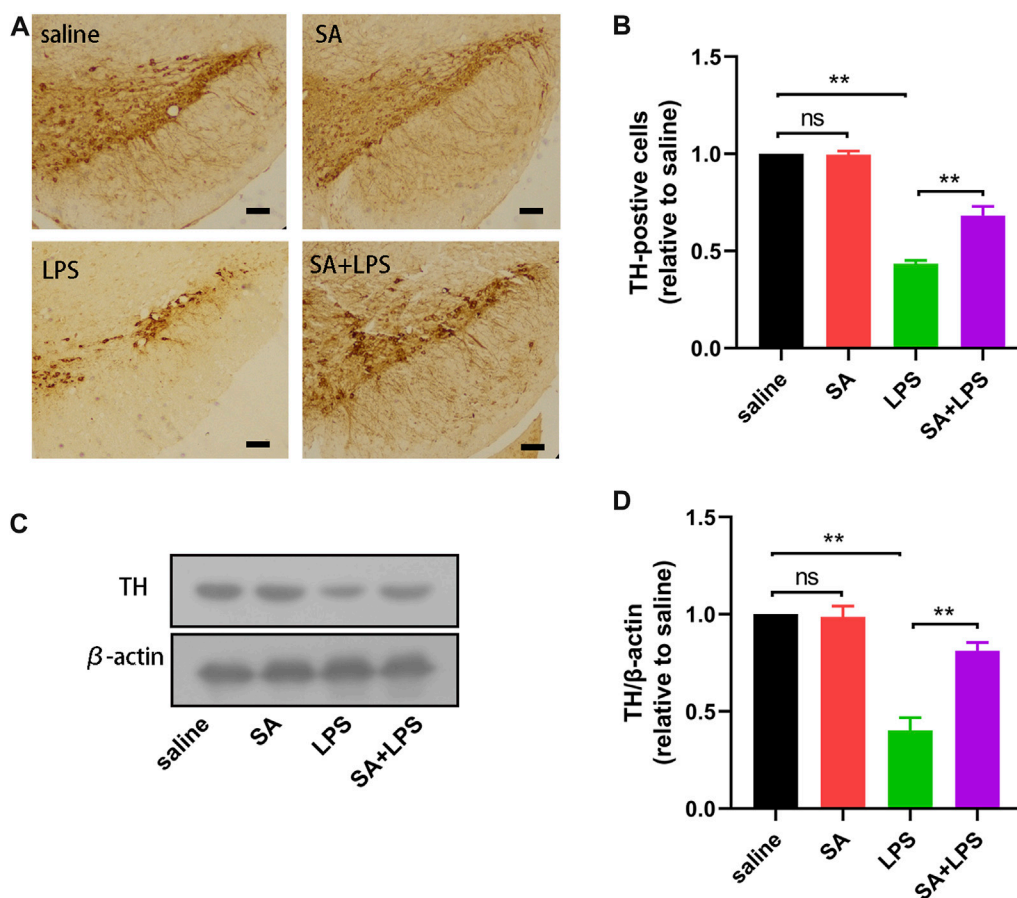 A
saline
SA
LPS
SA+LPS
B
TH-postive cells
(relative to saline)
1.5
1.0
0.5
0.0
**
ns
**
saline
SA
LPS
SA+LPS
C
TH
β-actin
saline
SA
LPS
SA+LPS
D
TH/β-actin
(relative to saline)
1.5
1.0
0.5
0.0
**
ns
**
saline
SA
LPS
SA+LPS